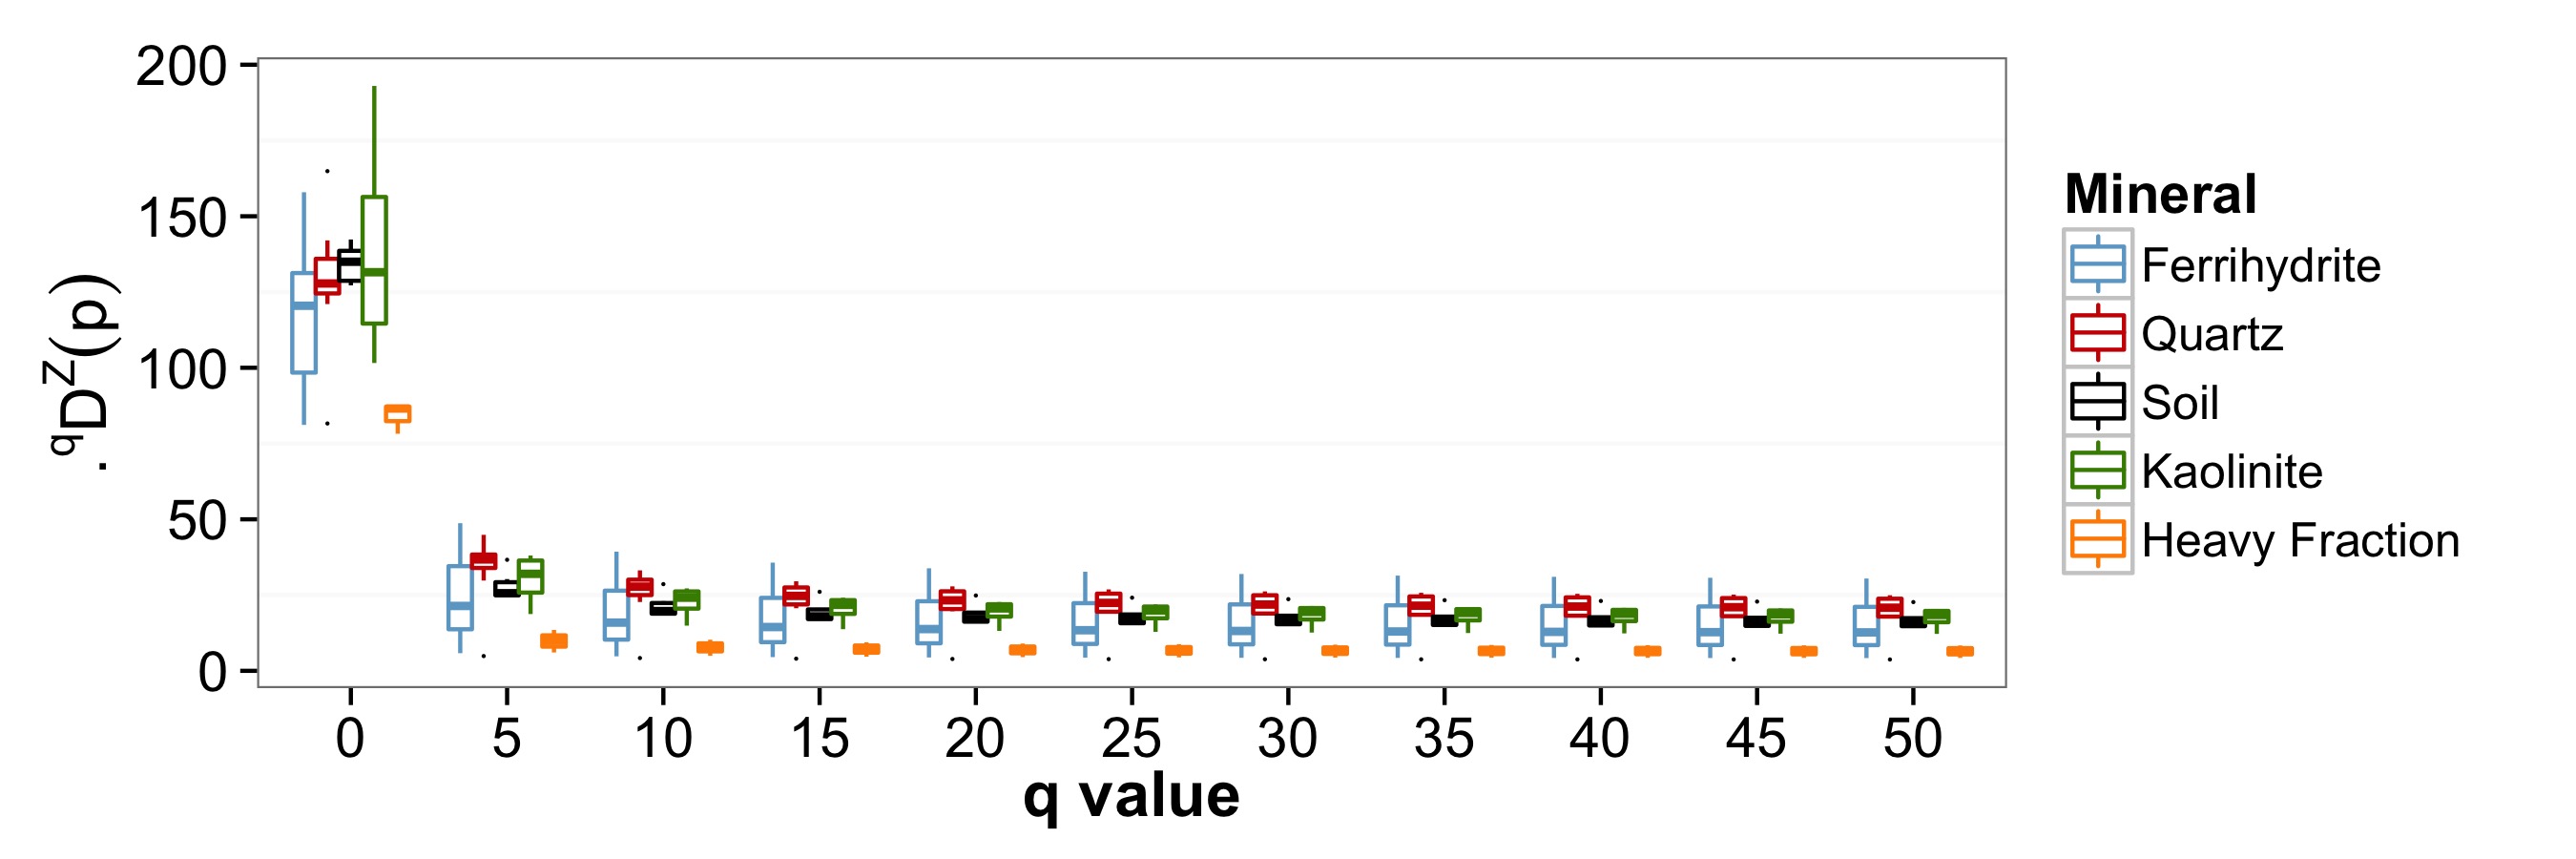 200
150
100
50
0
. qDZ(p)
0 5 10 15 20 25 30 35 40 45 50
q value
Mineral
Ferrihydrite
Quartz
Soil
Kaolinite
Heavy Fraction